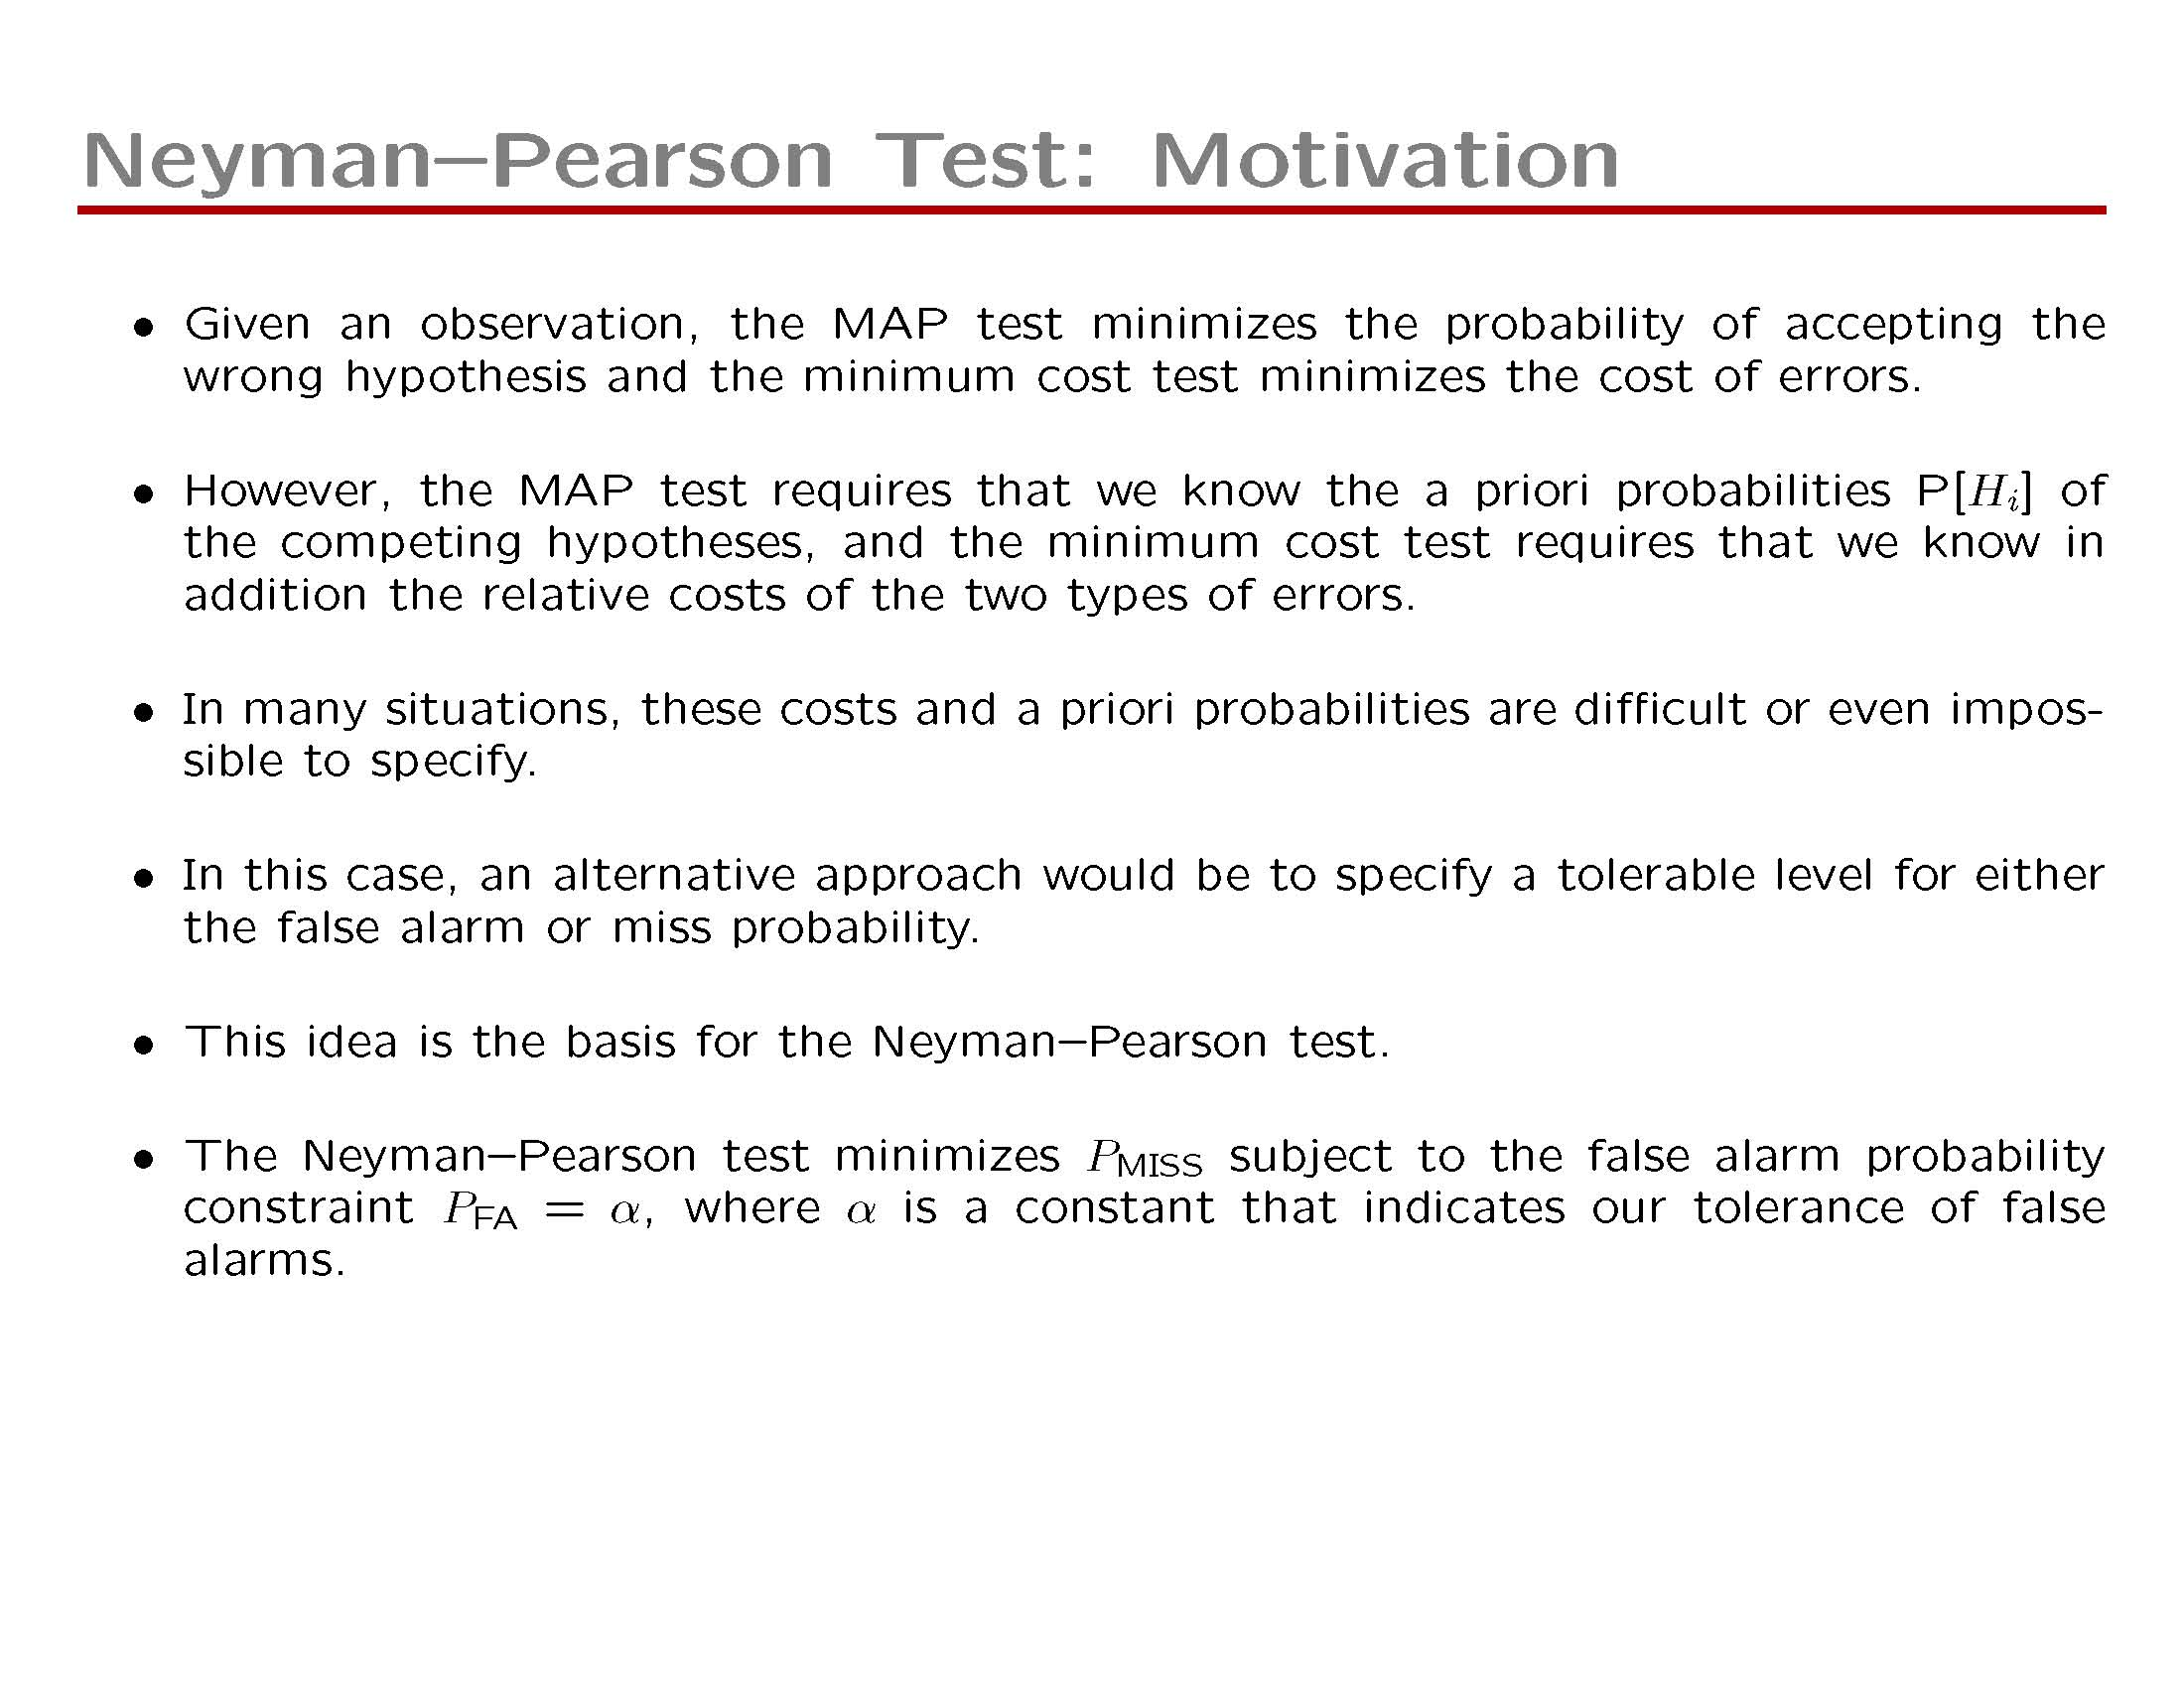 Neyman–Pearson Test: Motivation
• Given an observation, the MAP test minimizes the probability of accepting the
wrong hypothesis and the minimum cost test minimizes the cost of errors.
• However, the MAP test requires that we know the a priori probabilities P[H_i] of
the competing hypotheses, and the minimum cost test requires that we know in
addition the relative costs of the two types of errors.
• In many situations, these costs and a priori probabilities are difficult or even impos-
sible to specify.
• In this case, an alternative approach would be to specify a tolerable level for either
the false alarm or miss probability.
• This idea is the basis for the Neyman–Pearson test.
• The Neyman–Pearson test minimizes P_MISS subject to the false alarm probability
constraint P_FA = α, where α is a constant that indicates our tolerance of false
alarms.